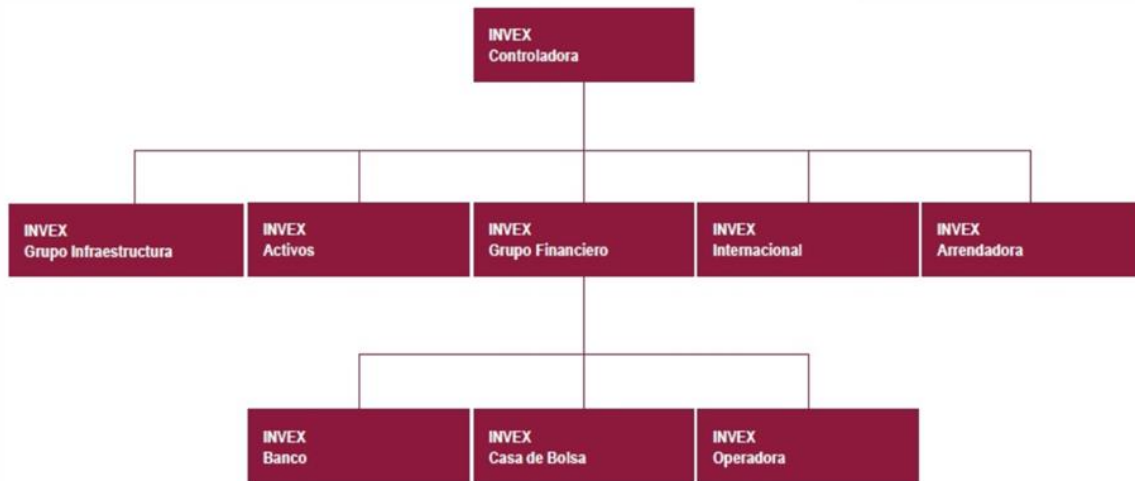 INVEX
Controladora
INVEX
Grupo Infraestructura
INVEX
Activos
INVEX
Grupo Financiero
INVEX
Internacional
INVEX
Arrendadora
INVEX
Banco
INVEX
Casa de Bolsa
INVEX
Operadora